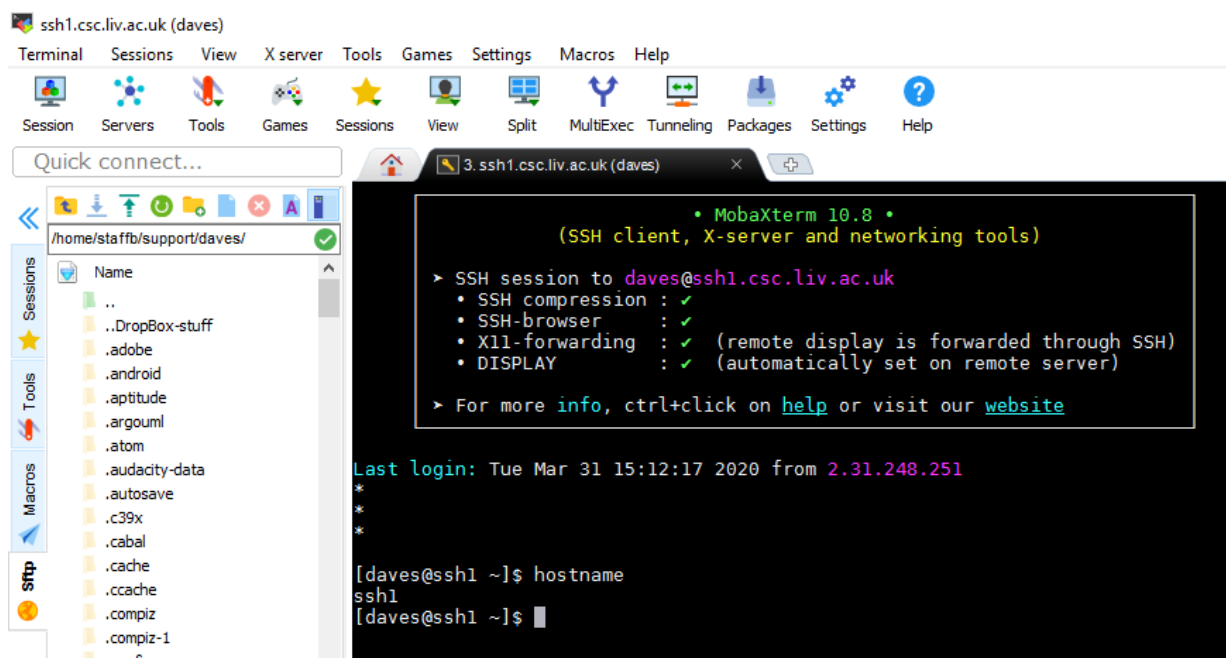 ssh1.csc.liv.ac.uk (daves)
Terminal Sessions View X server Tools Games Settings Macros Help
Session Servers Tools Games Sessions View Split MultiExec Tunneling Packages Settings Help
Quick connect...
3. ssh1.csc.liv.ac.uk (daves)
/home/staffb/support/daves/
Name
..
..DropBox-stuff
.adobe
.android
.aptitude
.argouml
.atom
.audacity-data
.autosave
.c39x
.cabal
.cache
.ccache
.compiz
.compiz-1
Sessions
Tools
Macros
Sftp
• MobaXterm 10.8 •
(SSH client, X-server and networking tools)
➤ SSH session to daves@ssh1.csc.liv.ac.uk
• SSH compression : ✔
• SSH-browser : ✔
• X11-forwarding : ✔ (remote display is forwarded through SSH)
• DISPLAY : ✔ (automatically set on remote server)
➤ For more info, ctrl+click on help or visit our website
Last login: Tue Mar 31 15:12:17 2020 from 2.31.248.251
*
*
*
[daves@ssh1 ~]$ hostname
ssh1
[daves@ssh1 ~]$